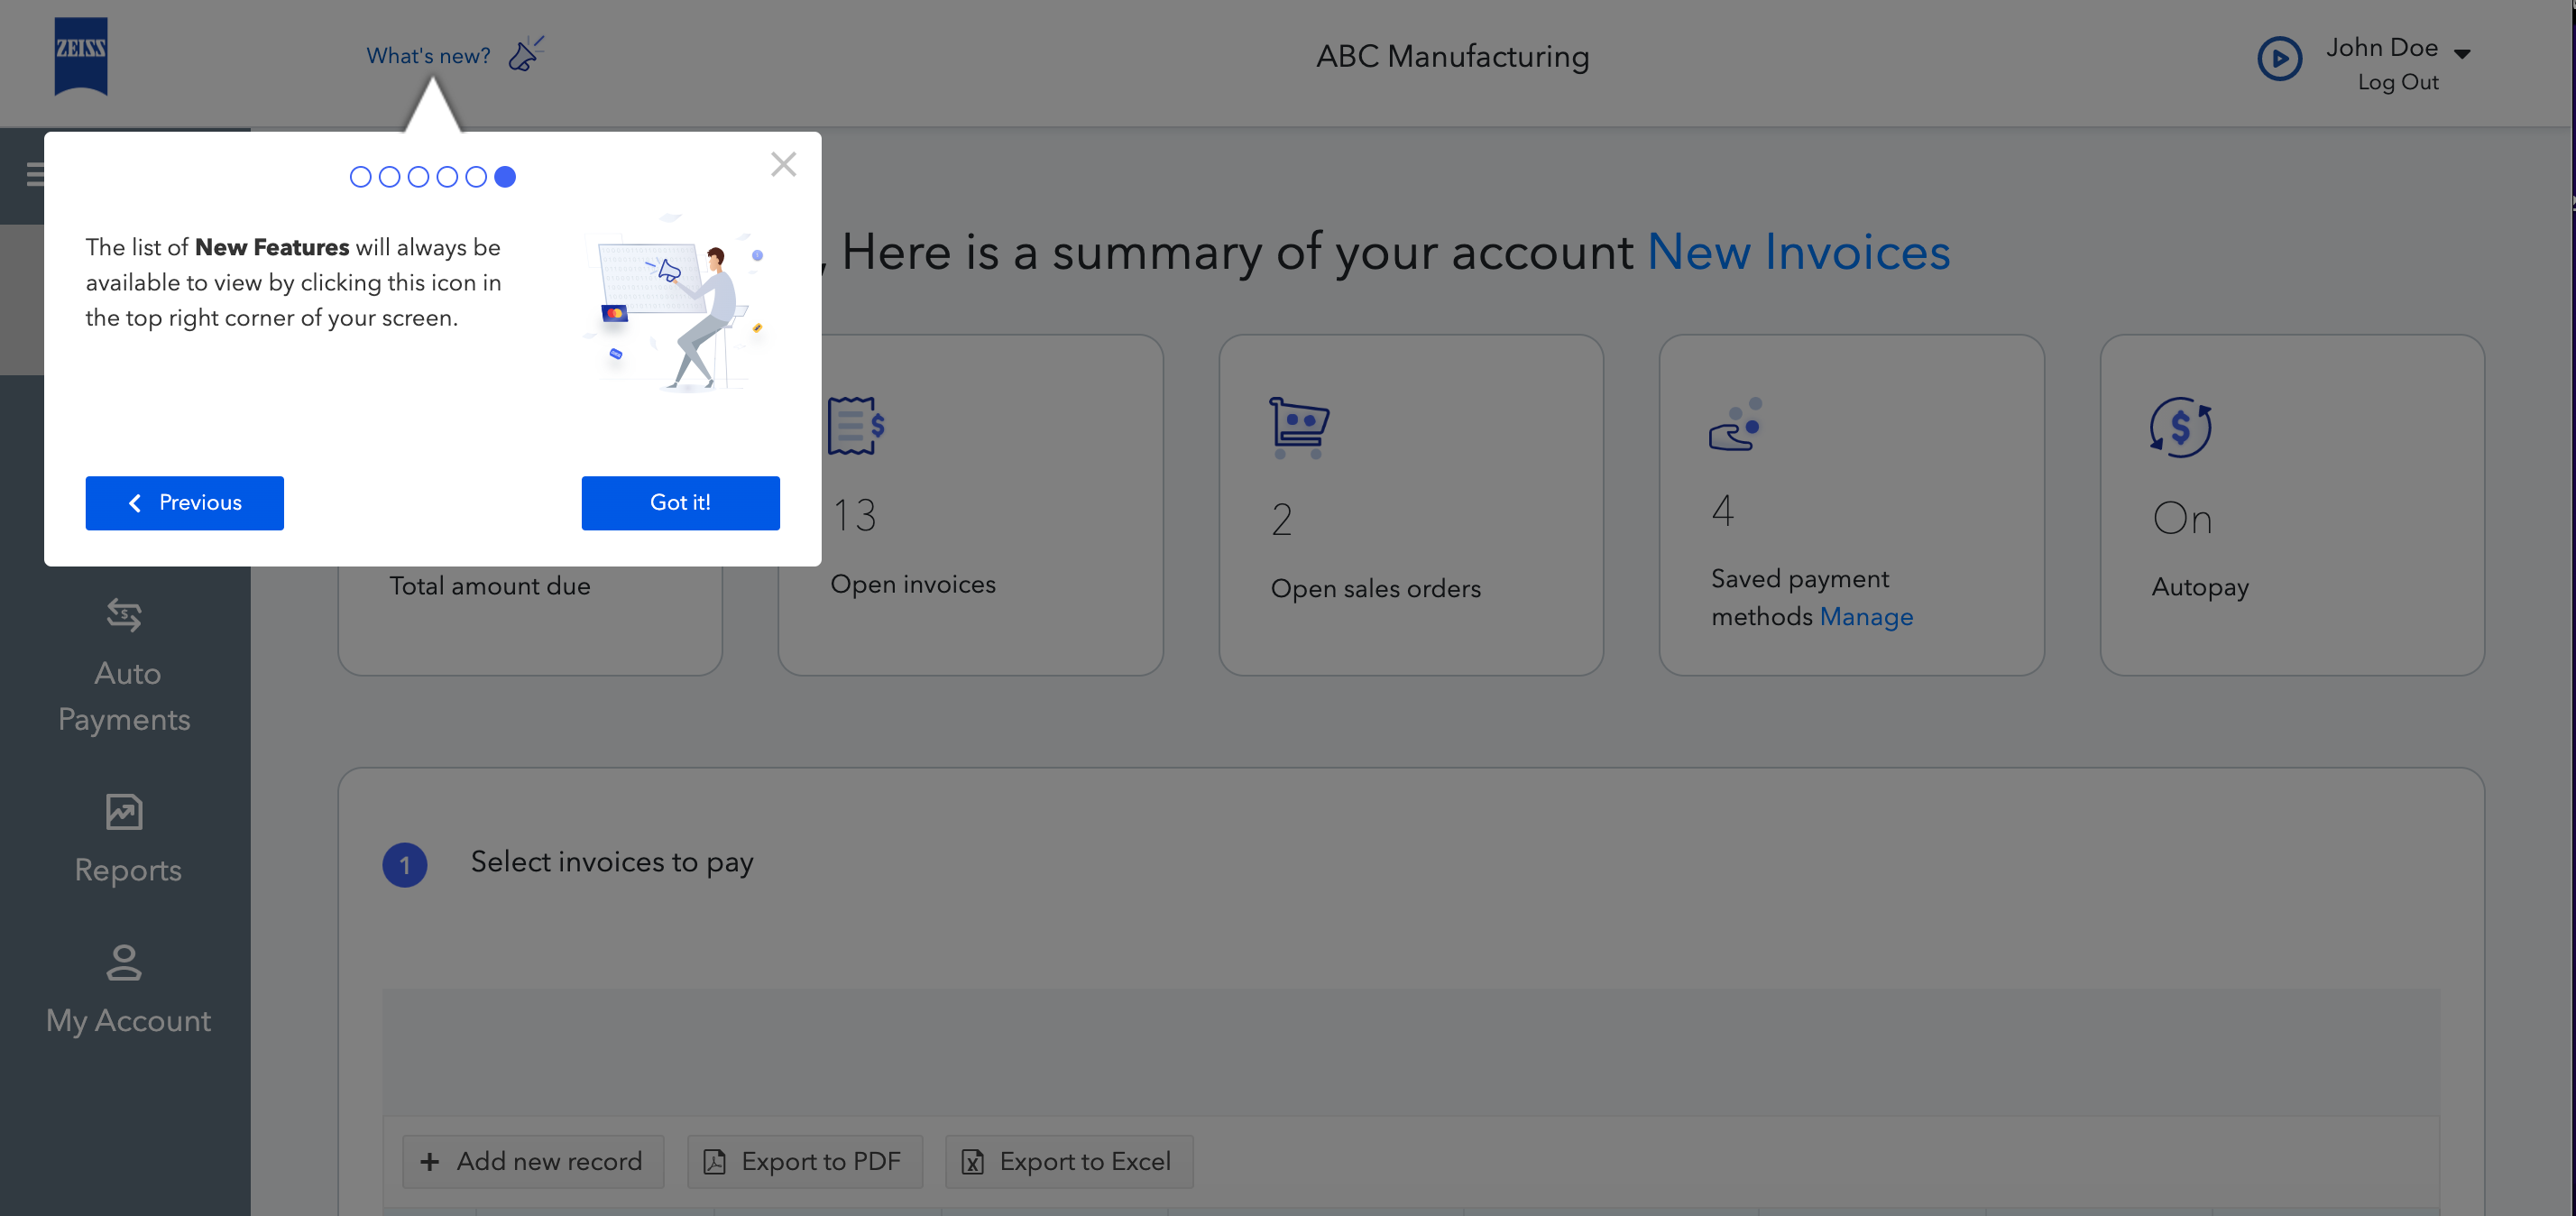 ZEISS
What's new?
ABC Manufacturing
John Doe
Log Out
The list of New Features will always be
available to view by clicking this icon in
the top right corner of your screen.
Previous
Got it!
, Here is a summary of your account New Invoices
Total amount due
13
Open invoices
2
Open sales orders
4
Saved payment
methods Manage
On
Autopay
Auto
Payments
Reports
My Account
1
Select invoices to pay
+ Add new record
Export to PDF
Export to Excel